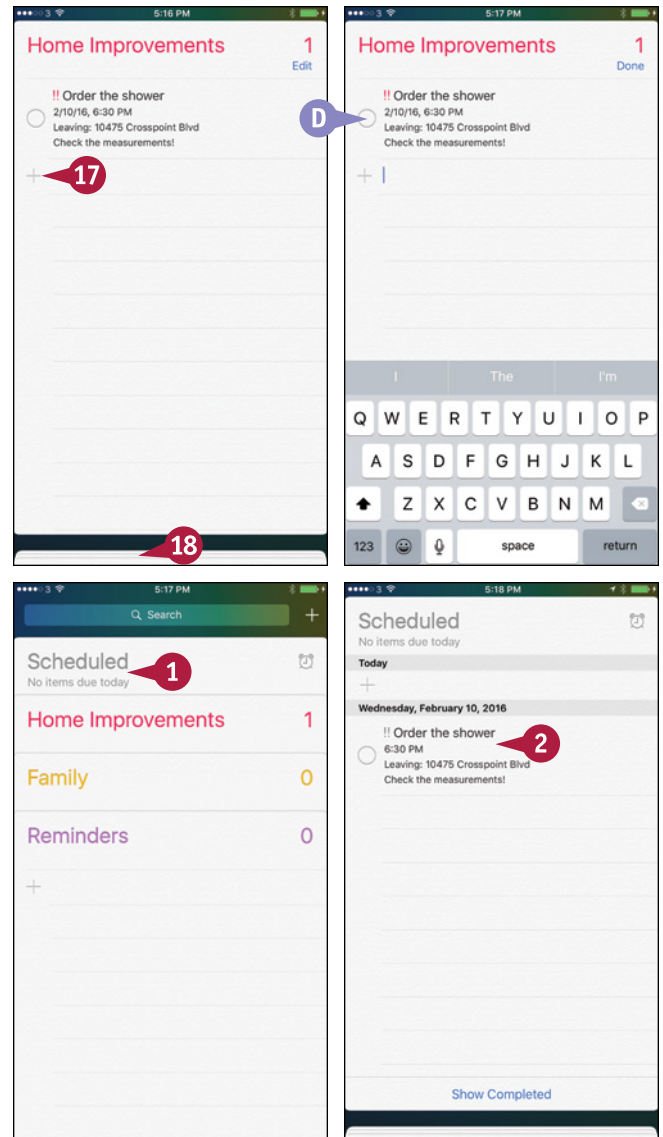 3 5:16 PM
Home Improvements 1
Edit
!! Order the shower
2/10/16, 6:30 PM
Leaving: 10475 Crosspoint Blvd
Check the measurements!
17
18
3 5:17 PM
Home Improvements 1
Done
!! Order the shower
2/10/16, 6:30 PM
D
Leaving: 10475 Crosspoint Blvd
Check the measurements!
I The I'm
Q W E R T Y U I O P
A S D F G H J K L
Z X C V B N M
123 space return
3 5:17 PM
Search
Scheduled
1
No items due today
Home Improvements 1
Family 0
Reminders 0
3 5:18 PM
Scheduled
No items due today
Today
Wednesday, February 10, 2016
!! Order the shower
2
6:30 PM
Leaving: 10475 Crosspoint Blvd
Check the measurements!
Show Completed